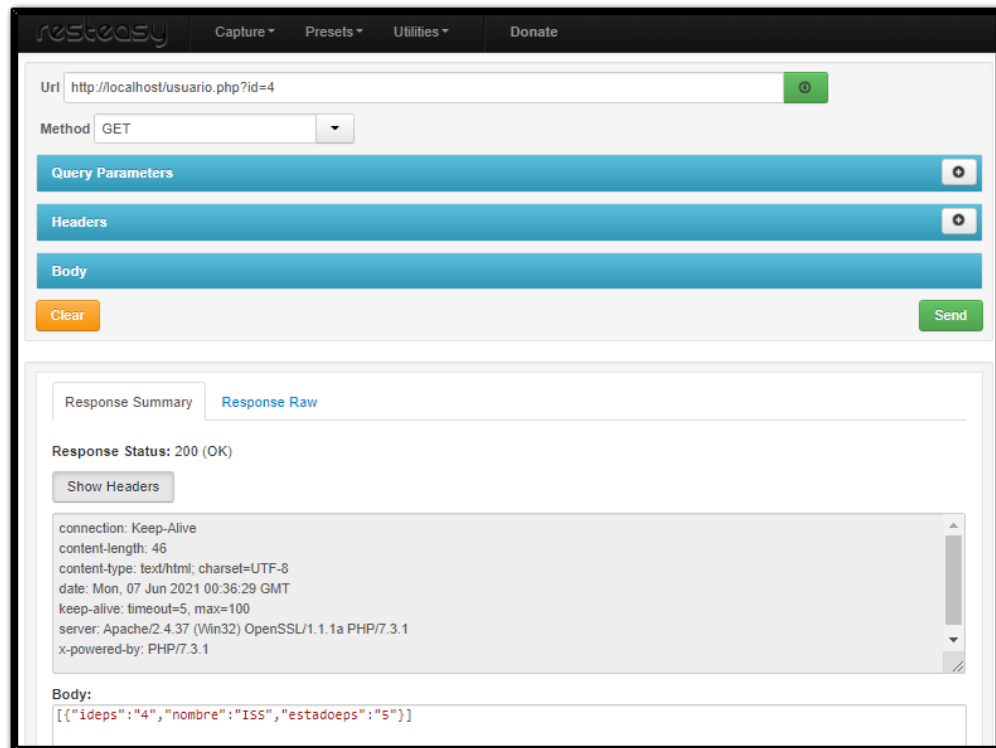 resteasy Capture Presets Utilities Donate
Url http://localhost/usuario.php?id=4
Method GET
Query Parameters
Headers
Body
Clear Send
Response Summary Response Raw
Response Status: 200 (OK)
Show Headers
connection: Keep-Alive
content-length: 46
content-type: text/html; charset=UTF-8
date: Mon, 07 Jun 2021 00:36:29 GMT
keep-alive: timeout=5, max=100
server: Apache/2.4.37 (Win32) OpenSSL/1.1.1a PHP/7.3.1
x-powered-by: PHP/7.3.1
Body:
[{"ideps":"4","nombre":"ISS","estadoeps":"5"}]